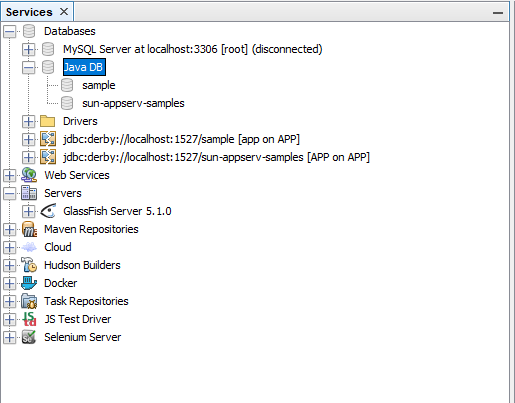 Services
Databases
MySQL Server at localhost:3306 [root] (disconnected)
Java DB
sample
sun-appserv-samples
Drivers
jdbc:derby://localhost:1527/sample [app on APP]
jdbc:derby://localhost:1527/sun-appserv-samples [APP on APP]
Web Services
Servers
GlassFish Server 5.1.0
Maven Repositories
Cloud
Hudson Builders
Docker
Task Repositories
JS Test Driver
Selenium Server